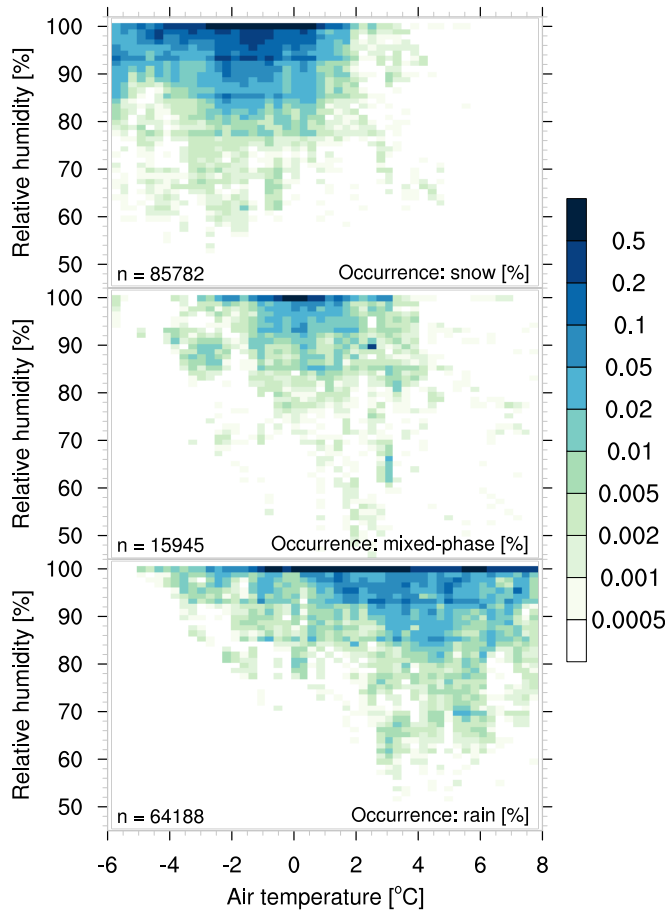 100
90
80
70
60
50
Relative humidity [%]
n = 85782
Occurrence: snow [%]
100
90
80
70
60
50
Relative humidity [%]
n = 15945
Occurrence: mixed-phase [%]
100
90
80
70
60
50
Relative humidity [%]
n = 64188
Occurrence: rain [%]
-6 -4 -2 0 2 4 6 8
Air temperature [°C]
0.5
0.2
0.1
0.05
0.02
0.01
0.005
0.002
0.001
0.0005